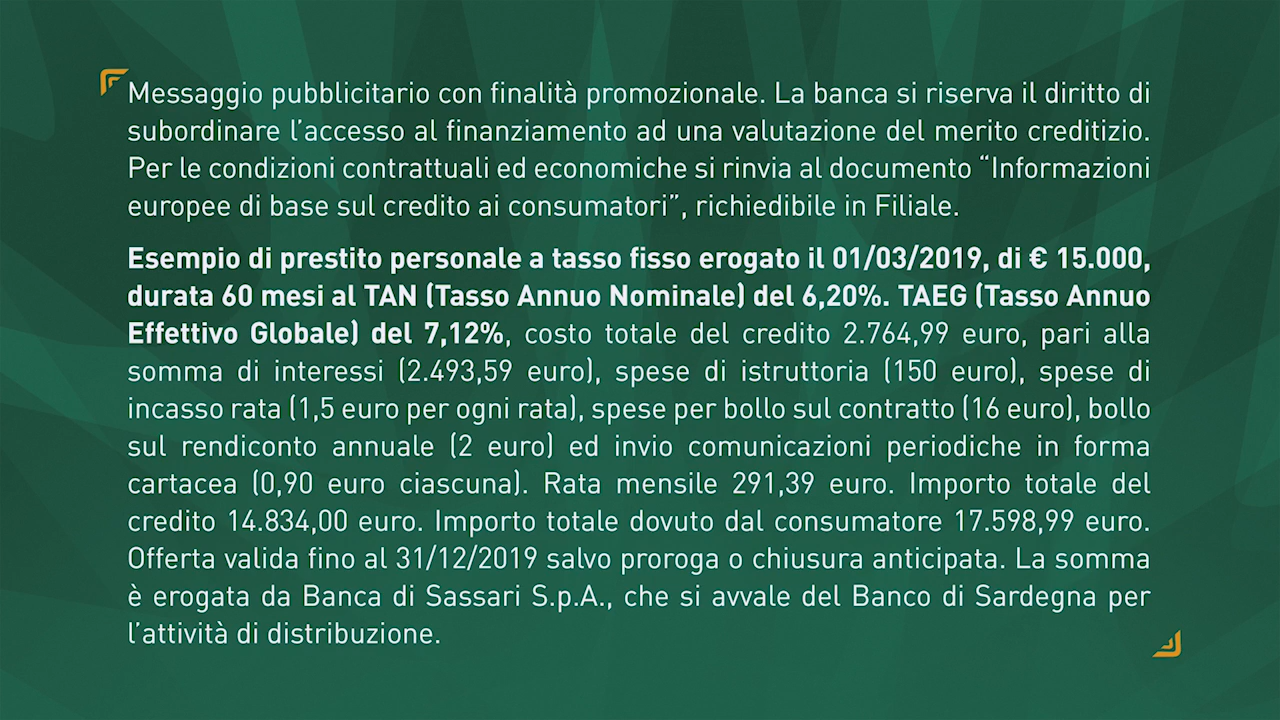 Messaggio pubblicitario con finalità promozionale. La banca si riserva il diritto di
subordinare l’accesso al finanziamento ad una valutazione del merito creditizio.
Per le condizioni contrattuali ed economiche si rinvia al documento “Informazioni
europee di base sul credito ai consumatori”, richiedibile in Filiale.
Esempio di prestito personale a tasso fisso erogato il 01/03/2019, di € 15.000,
durata 60 mesi al TAN (Tasso Annuo Nominale) del 6,20%. TAEG (Tasso Annuo
Effettivo Globale) del 7,12%, costo totale del credito 2.764,99 euro, pari alla
somma di interessi (2.493,59 euro), spese di istruttoria (150 euro), spese di
incasso rata (1,5 euro per ogni rata), spese per bollo sul contratto (16 euro), bollo
sul rendiconto annuale (2 euro) ed invio comunicazioni periodiche in forma
cartacea (0,90 euro ciascuna). Rata mensile 291,39 euro. Importo totale del
credito 14.834,00 euro. Importo totale dovuto dal consumatore 17.598,99 euro.
Offerta valida fino al 31/12/2019 salvo proroga o chiusura anticipata. La somma
è erogata da Banca di Sassari S.p.A., che si avvale del Banco di Sardegna per
l’attività di distribuzione.